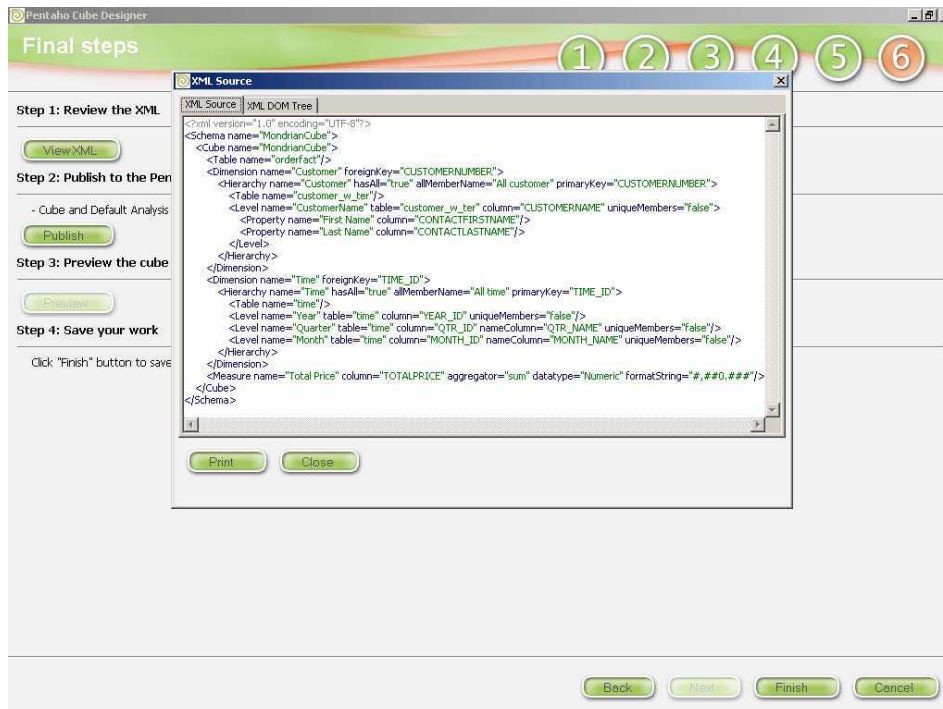 Pentaho Cube Designer
Final steps
1 2 3 4 5 6
XML Source
XML Source XML DOM Tree
Step 1: Review the XML
View XML
Step 2: Publish to the Pen
- Cube and Default Analysis
Publish
Step 3: Preview the cube
Preview
Step 4: Save your work
Click "Finish" button to save
<?xml version="1.0" encoding="UTF-8"?>
<Schema name="MondrianCube">
<Cube name="MondrianCube">
<Table name="orderfact"/>
<Dimension name="Customer" foreignKey="CUSTOMERNUMBER">
<Hierarchy name="Customer" hasAll="true" allMemberName="All customer" primaryKey="CUSTOMERNUMBER">
<Table name="customer_w_ter"/>
<Level name="CustomerName" table="customer_w_ter" column="CUSTOMERNAME" uniqueMembers="false">
<Property name="First Name" column="CONTACTFIRSTNAME"/>
<Property name="Last Name" column="CONTACTLASTNAME"/>
</Level>
</Hierarchy>
</Dimension>
<Dimension name="Time" foreignKey="TIME_ID">
<Hierarchy name="Time" hasAll="true" allMemberName="All time" primaryKey="TIME_ID">
<Table name="time"/>
<Level name="Year" table="time" column="YEAR_ID" uniqueMembers="false"/>
<Level name="Quarter" table="time" column="QTR_ID" nameColumn="QTR_NAME" uniqueMembers="false"/>
<Level name="Month" table="time" column="MONTH_ID" nameColumn="MONTH_NAME" uniqueMembers="false"/>
</Hierarchy>
</Dimension>
<Measure name="Total Price" column="TOTALPRICE" aggregator="sum" datatype="Numeric" formatString="#,##0.###"/>
</Cube>
</Schema>
Print Close
Back Next Finish Cancel